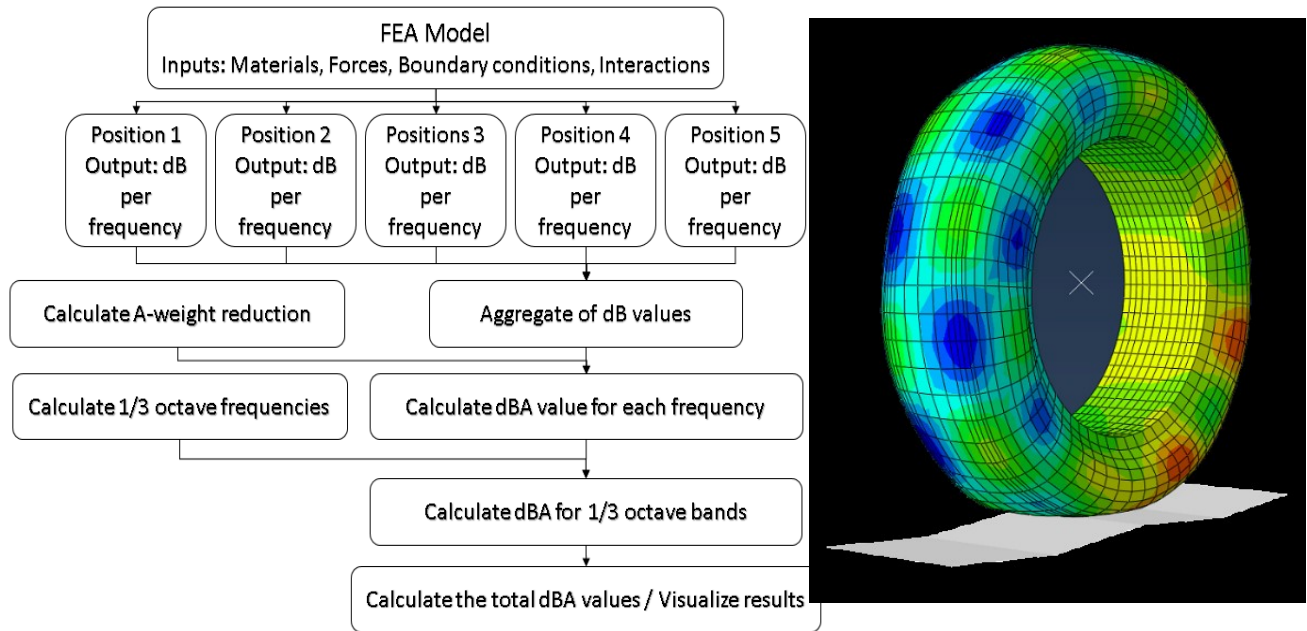 FEA Model
Inputs: Materials, Forces, Boundary conditions, Interactions
Position 1
Output: dB
per
frequency
Position 2
Output: dB
per
frequency
Positions 3
Output: dB
per
frequency
Position 4
Output: dB
per
frequency
Position 5
Output: dB
per
frequency
Calculate A-weight reduction
Aggregate of dB values
Calculate 1/3 octave frequencies
Calculate dBA value for each frequency
Calculate dBA for 1/3 octave bands
Calculate the total dBA values / Visualize results